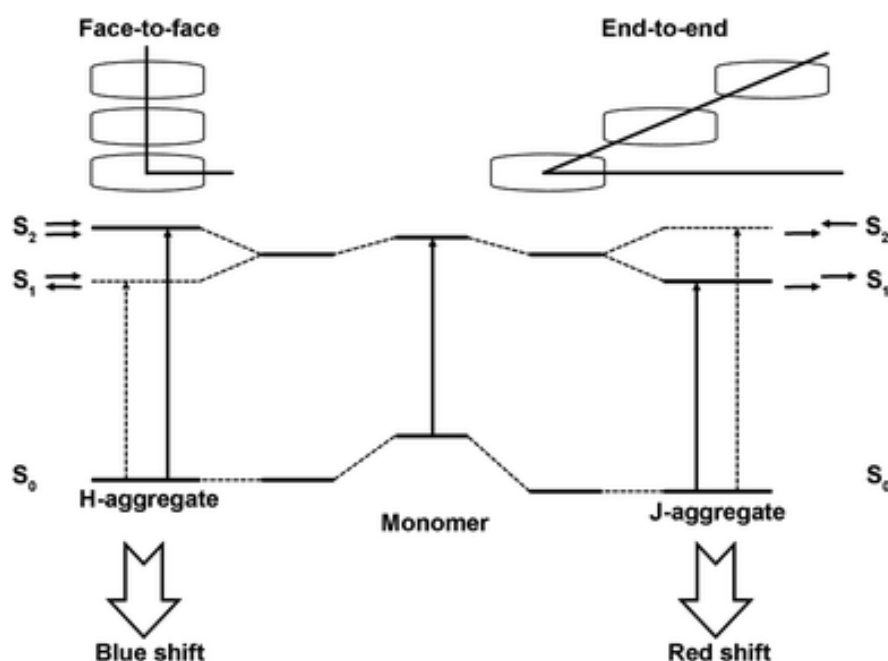 Face-to-face
End-to-end
S2
S2
S1
S1
S0
S0
H-aggregate
Monomer
J-aggregate
Blue shift
Red shift